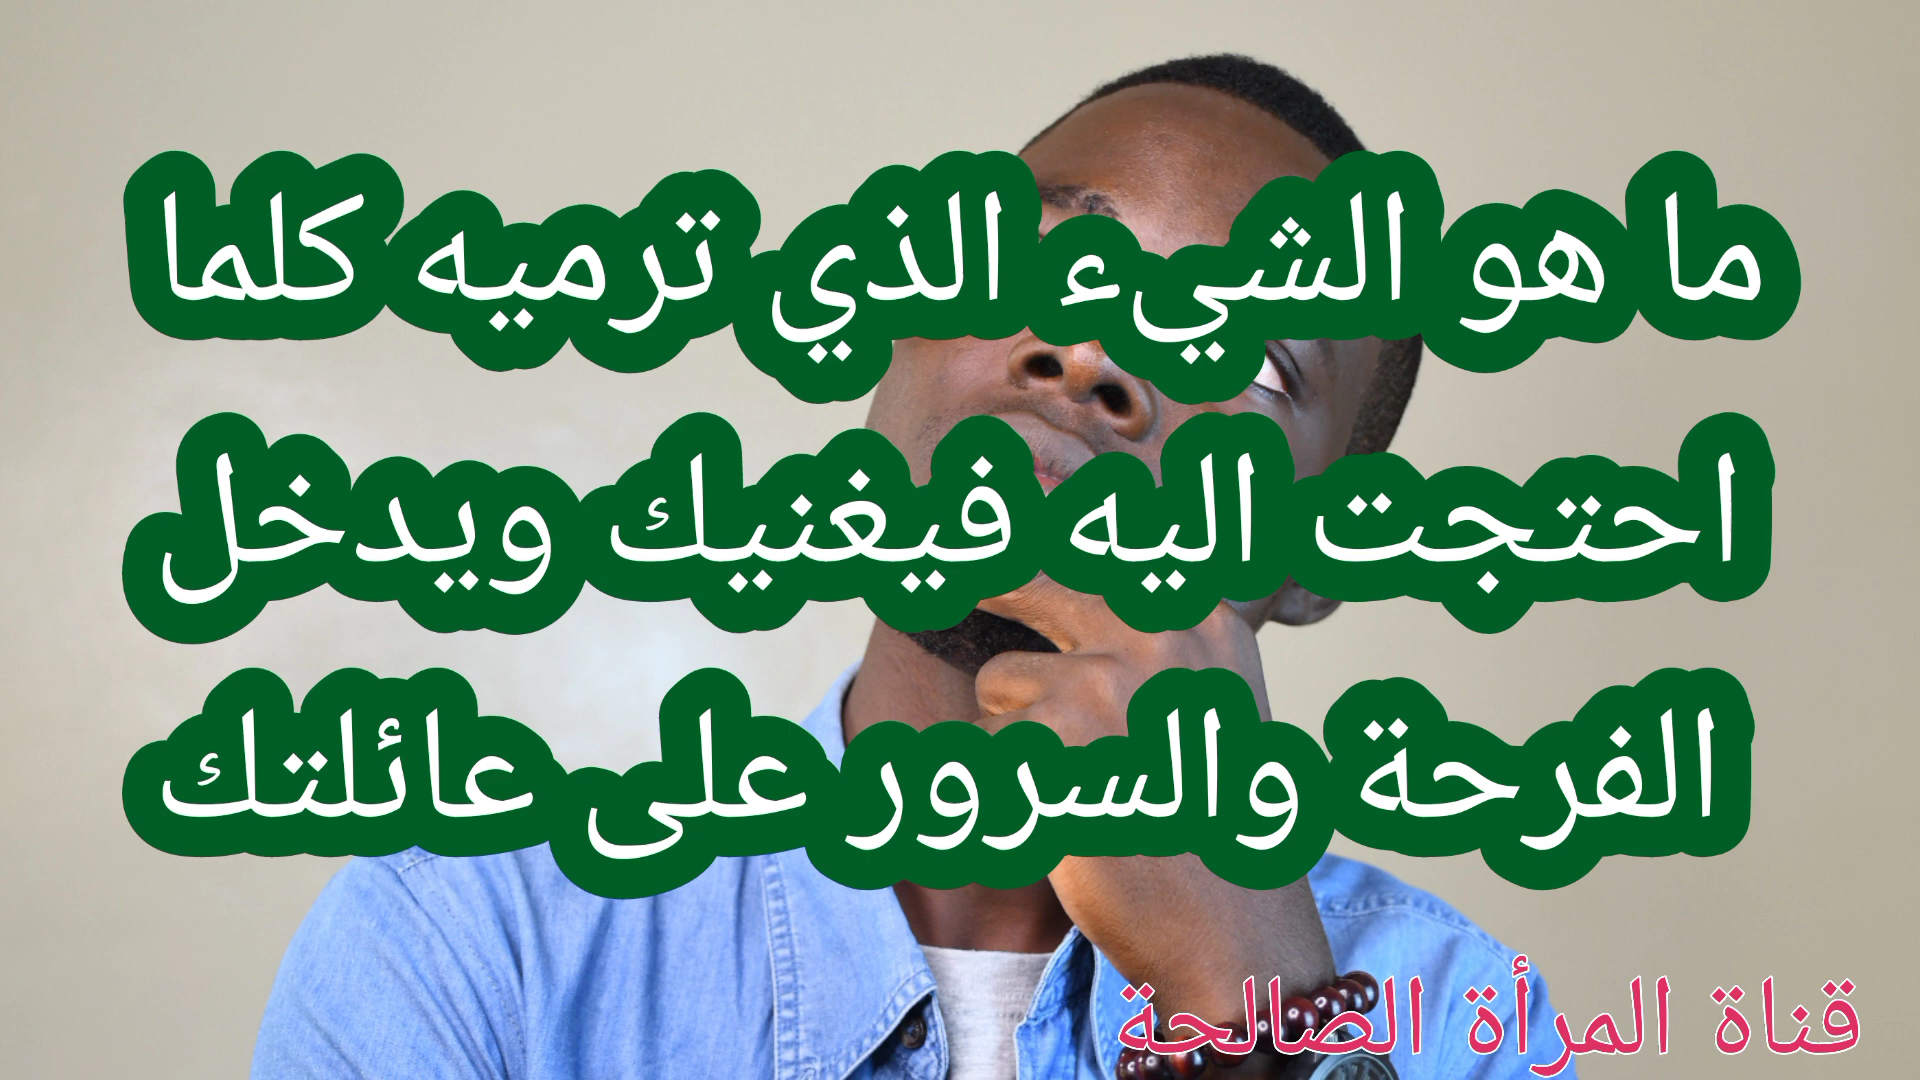 ما هو الشيء الذي ترميه كلما
احتجت اليه فيغنيك ويدخل
الفرحة والسرور على عائلتك
قناة المرأة الصالحة